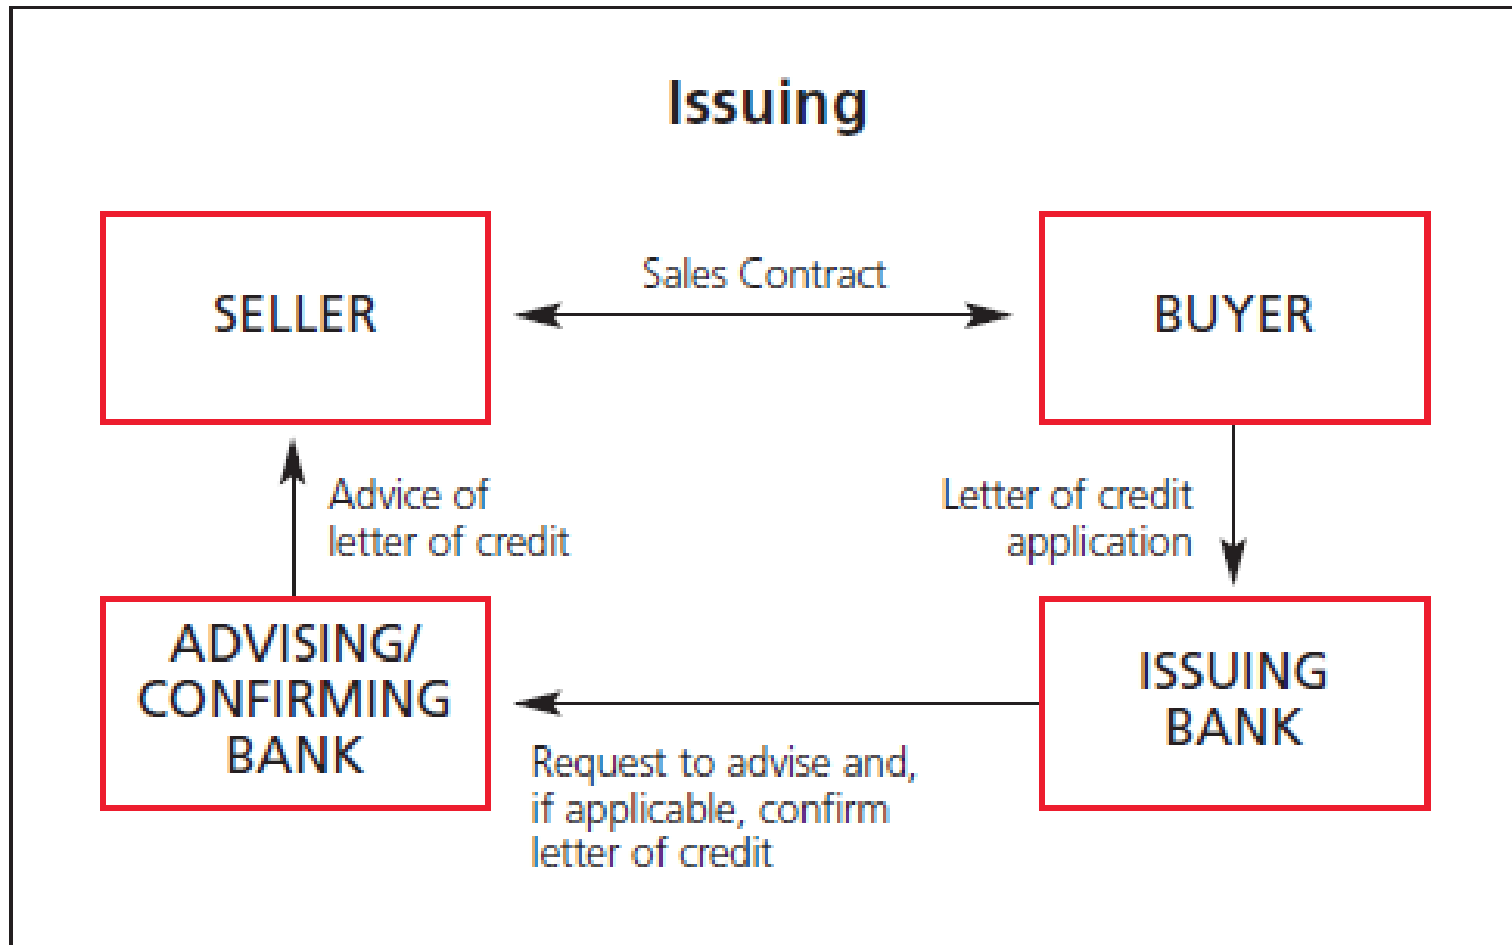 Issuing
Sales Contract
SELLER
BUYER
Advice of
letter of credit
Letter of credit
application
ADVISING/
CONFIRMING
BANK
ISSUING
BANK
Request to advise and,
if applicable, confirm
letter of credit